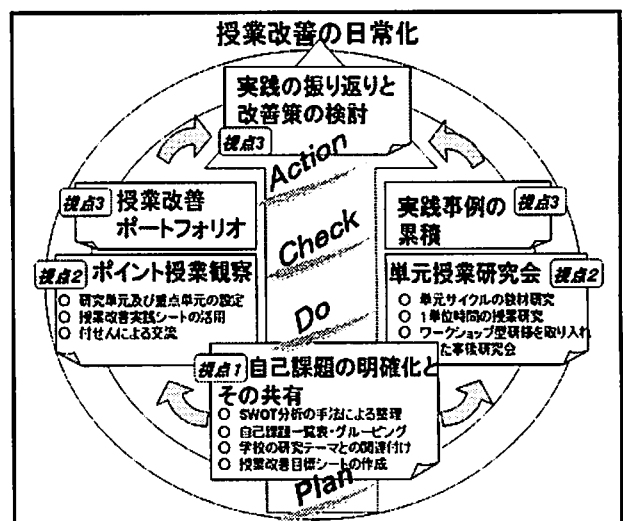 授業改善の日常化
実践の振り返りと
改善策の検討
視点3
Action
視点3 授業改善
ポートフォリオ
実践事例の 視点3
累積
Check
視点2 ポイント授業観察
○ 研究単元及び重点単元の設定
○ 授業改善実践シートの活用
○ 付せんによる交流
単元授業研究会 視点2
○ 単元サイクルの教材研究
○ 1単位時間の授業研究
○ ワークショップ型研修を取り入れ
た事後研究会
Do
視点1 自己課題の明確化と
その共有
○ SWOT分析の手法による整理
○ 自己課題一覧表・グルーピング
○ 学校の研究テーマとの関連付け
○ 授業改善目標シートの作成
Plan